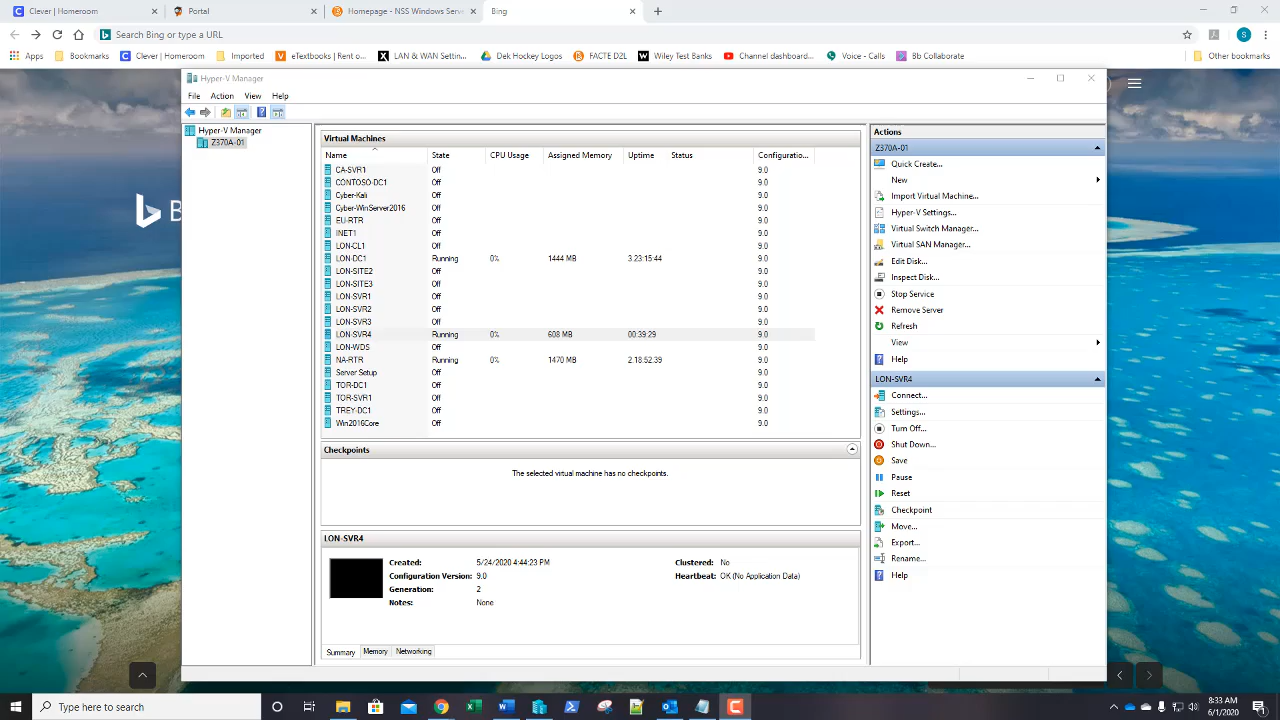 Clever | Homeroom
Portal
Homepage - NSS Windows Serve
Bing
Search Bing or type a URL
S
Apps
Bookmarks
Clever | Homeroom
Imported
eTextbooks | Rent o...
LAN & WAN Settin...
Dek Hockey Logos
FACTE D2L
Wiley Test Banks
Channel dashboard...
Voice - Calls
Bb Collaborate
Other bookmarks
Hyper-V Manager
File Action View Help
Hyper-V Manager
Z370A-01
Virtual Machines
Name State CPU Usage Assigned Memory Uptime Status Configuratio...
CA-SVR1 Off 9.0
CONTOSO-DC1 Off 9.0
Cyber-Kali Off 9.0
Cyber-WinServer2016 Off 9.0
EU-RTR Off 9.0
INET1 Off 9.0
LON-CL1 Off 9.0
LON-DC1 Running 0% 1444 MB 3.23:15:44 9.0
LON-SITE2 Off 9.0
LON-SITE3 Off 9.0
LON-SVR1 Off 9.0
LON-SVR2 Off 9.0
LON-SVR3 Off 9.0
LON-SVR4 Running 0% 608 MB 00:39:29 9.0
LON-WDS Off 9.0
NA-RTR Running 0% 1470 MB 2.18:52:39 9.0
Server Setup Off 9.0
TOR-DC1 Off 9.0
TOR-SVR1 Off 9.0
TREY-DC1 Off 9.0
Win2016Core Off 9.0
Checkpoints
The selected virtual machine has no checkpoints.
LON-SVR4
Created: 5/24/2020 4:44:23 PM Clustered: No
Configuration Version: 9.0 Heartbeat: OK (No Application Data)
Generation: 2
Notes: None
Summary Memory Networking
Actions
Z370A-01
Quick Create...
New
Import Virtual Machine...
Hyper-V Settings...
Virtual Switch Manager...
Virtual SAN Manager...
Edit Disk...
Inspect Disk...
Stop Service
Remove Server
Refresh
View
Help
LON-SVR4
Connect...
Settings...
Turn Off...
Shut Down...
Save
Pause
Reset
Checkpoint
Move...
Export...
Rename...
Help
Type here to search
8:33 AM
6/1/2020